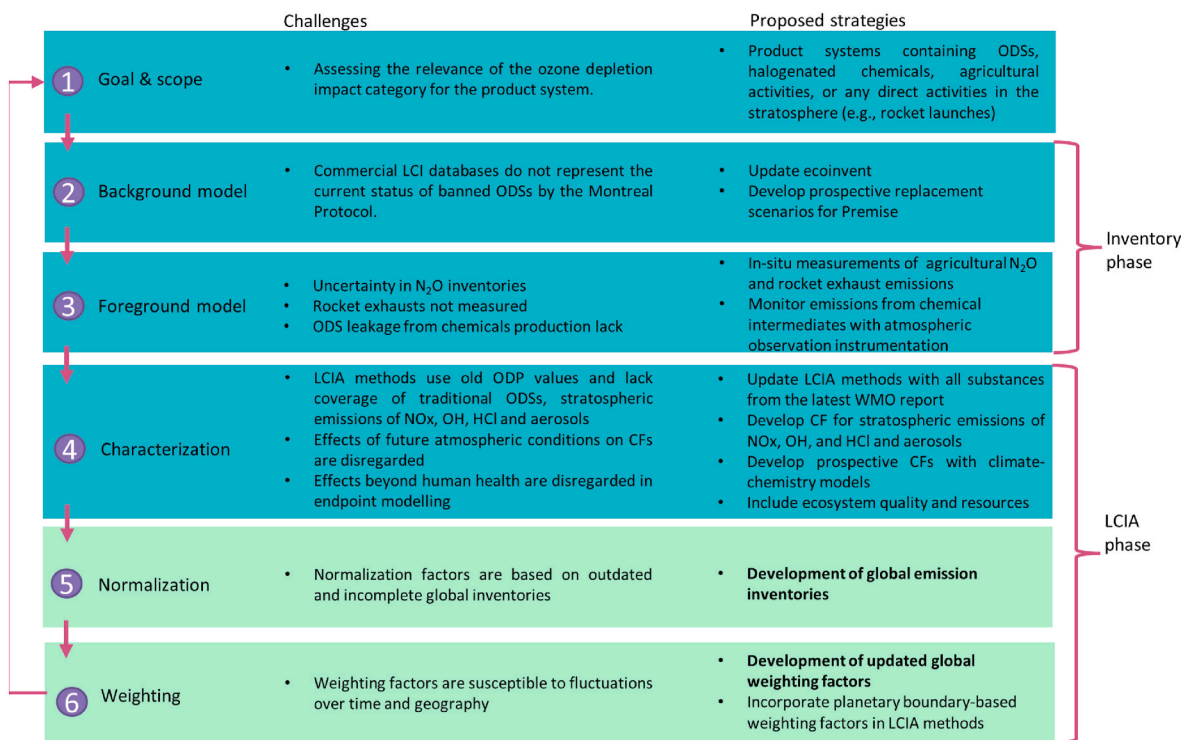 Challenges
Proposed strategies
1
Goal & scope
• Assessing the relevance of the ozone depletion
impact category for the product system.
• Product systems containing ODSs,
halogenated chemicals, agricultural
activities, or any direct activities in the
stratosphere (e.g., rocket launches)
2
Background model
• Commercial LCI databases do not represent the
current status of banned ODSs by the Montreal
Protocol.
• Update ecoinvent
• Develop prospective replacement
scenarios for Premise
3
Foreground model
• Uncertainty in N₂O inventories
• Rocket exhausts not measured
• ODS leakage from chemicals production lack
• In-situ measurements of agricultural N₂O
and rocket exhaust emissions
• Monitor emissions from chemical
intermediates with atmospheric
observation instrumentation
Inventory
phase
4
Characterization
• LCIA methods use old ODP values and lack
coverage of traditional ODSs, stratospheric
emissions of NOx, OH, HCl and aerosols
• Effects of future atmospheric conditions on CFs
are disregarded
• Effects beyond human health are disregarded in
endpoint modelling
• Update LCIA methods with all substances
from the latest WMO report
• Develop CF for stratospheric emissions of
NOx, OH, and HCl and aerosols
• Develop prospective CFs with climate-
chemistry models
• Include ecosystem quality and resources
5
Normalization
• Normalization factors are based on outdated
and incomplete global inventories
• Development of global emission
inventories
LCIA
phase
6
Weighting
• Weighting factors are susceptible to fluctuations
over time and geography
• Development of updated global
weighting factors
• Incorporate planetary boundary-based
weighting factors in LCIA methods